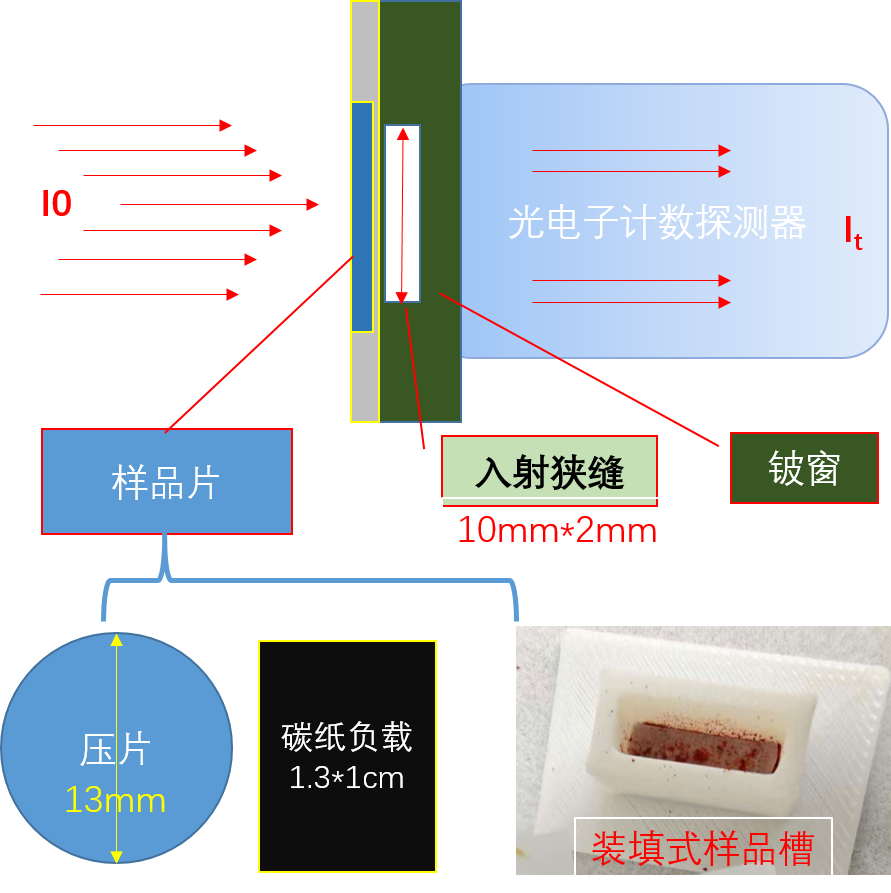 I0
光电子计数探测器
It
样品片
入射狭缝
10mm*2mm
铍窗
压片
13mm
碳纸负载
1.3*1cm
装填式样品槽